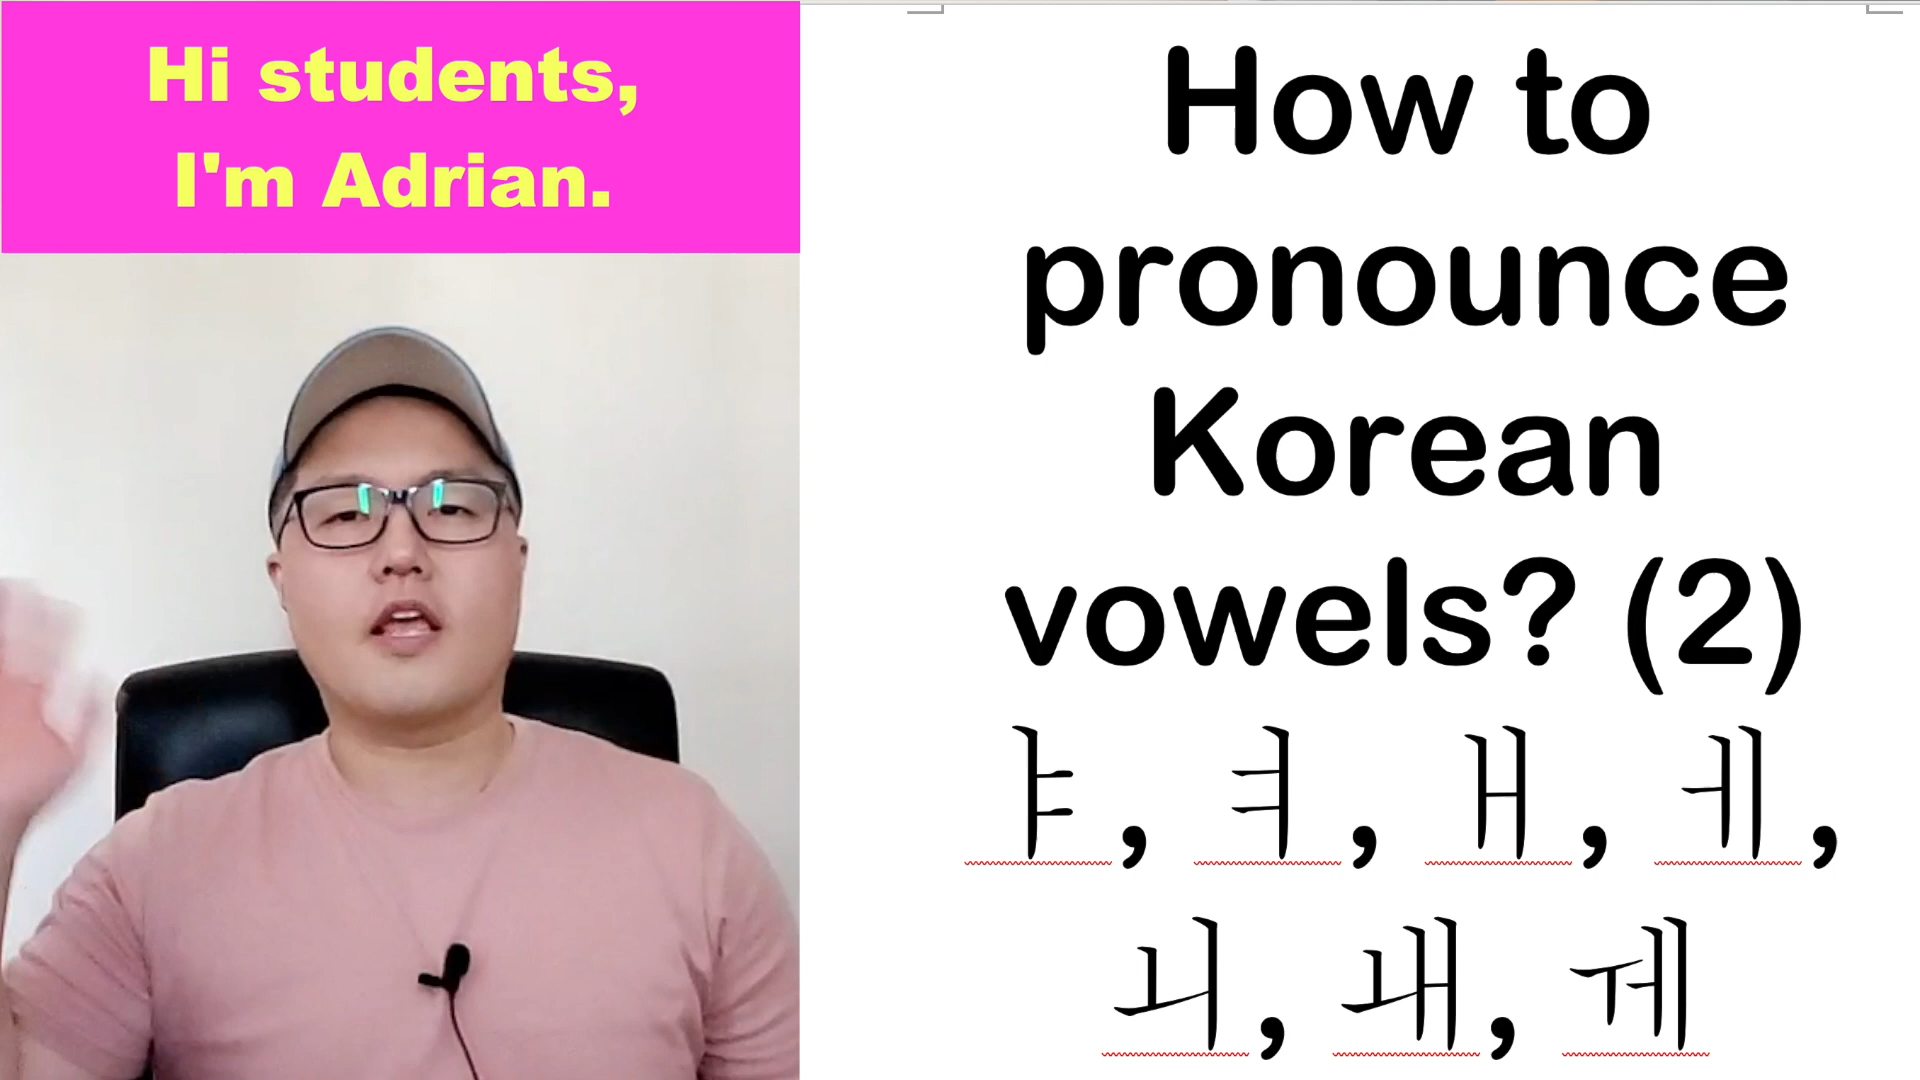 Hi students,
I'm Adrian.
How to
pronounce
Korean
vowels? (2)
ㅑ, ㅕ, ㅐ, ㅔ,
ㅚ, ㅙ, ㅞ